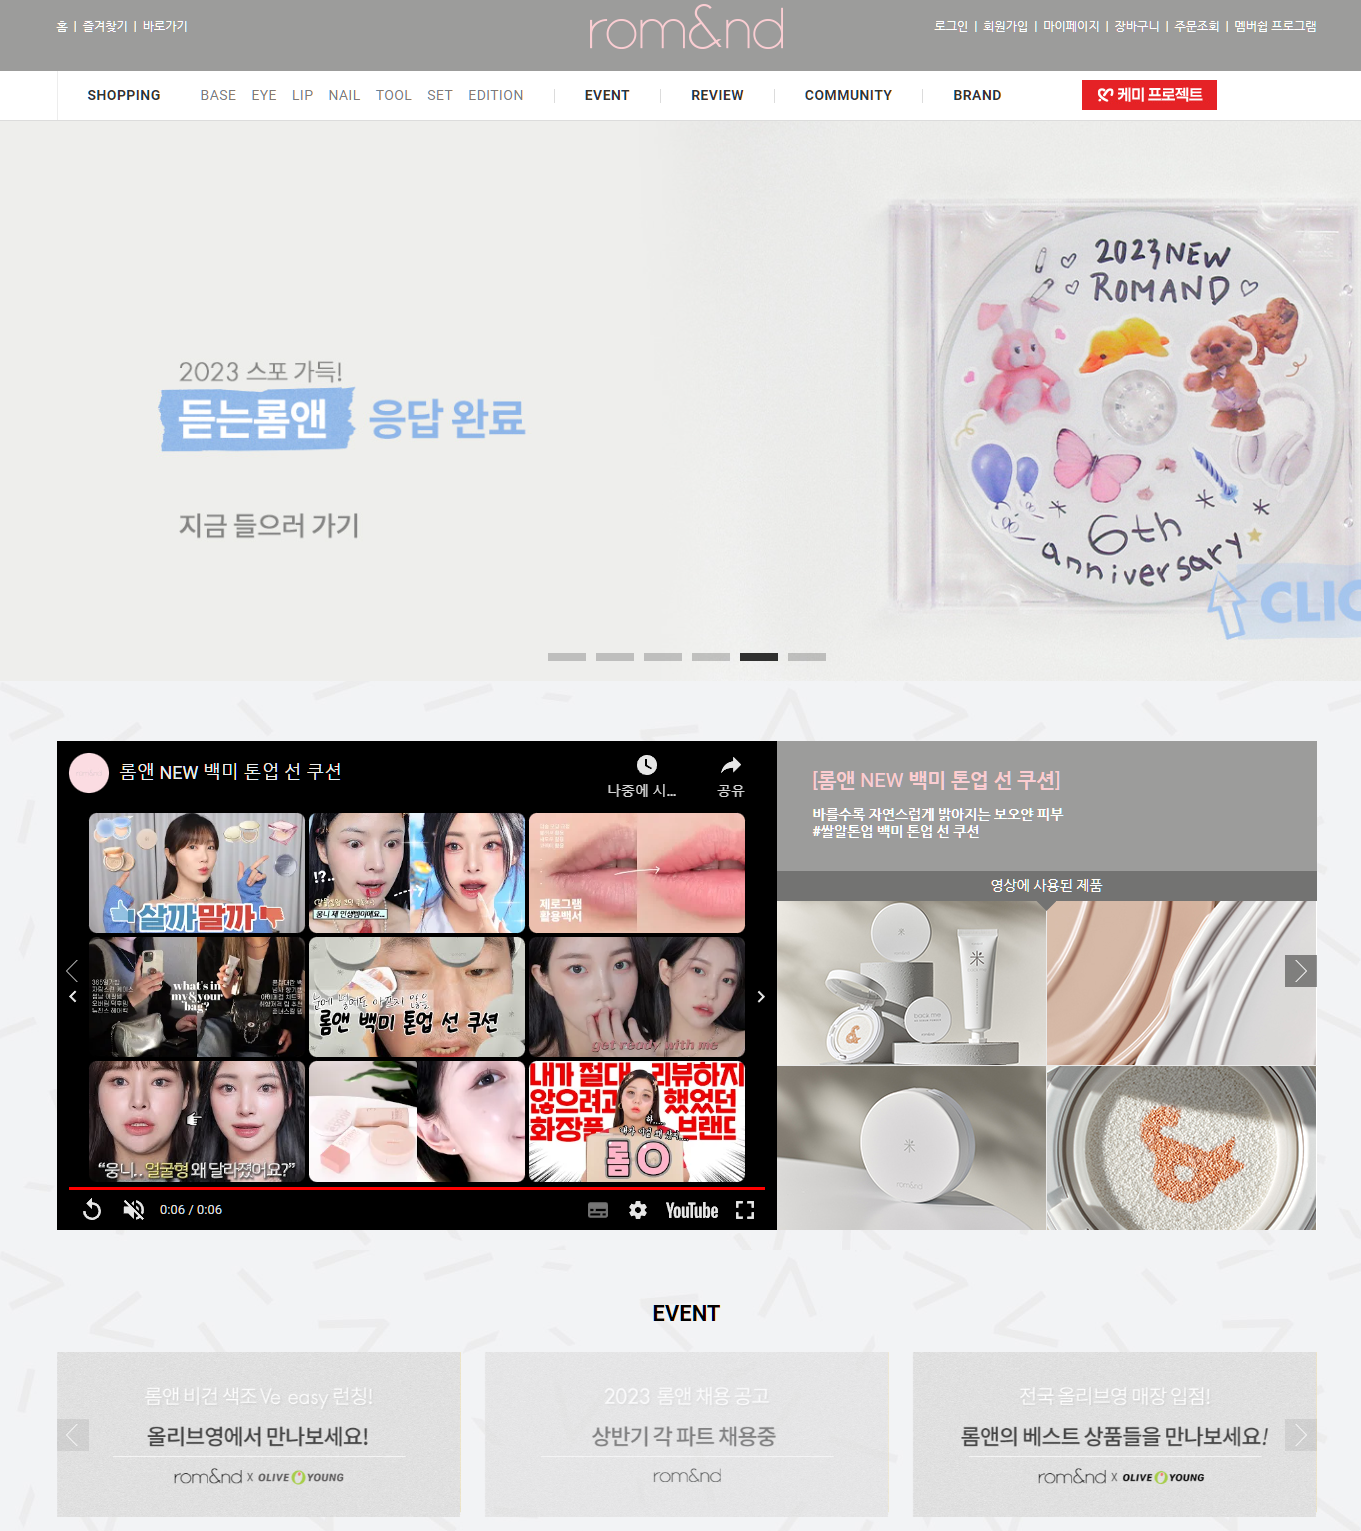 홈 | 즐겨찾기 | 바로가기
rom&nd
로그인 | 회원가입 | 마이페이지 | 장바구니 | 주문조회 | 멤버쉽 프로그램
SHOPPING BASE EYE LIP NAIL TOOL SET EDITION EVENT REVIEW COMMUNITY BRAND 케미 프로젝트
2023 NEW
ROMAND
6th
anniversary
2023 스포 가득!
듣는롬앤 응답 완료
지금 들으러 가기
CLIC
롬앤 NEW 백미 톤업 선 쿠션
나중에 시...
공유
살까말까
!?..
제로그램
활용팩서
what's in
my&your
bag?
롬앤 백미 톤업 선 쿠션
get ready with me
“웅니.. 얼굴형 왜 달라졌어요?”
내가 절대 리뷰하지
않으려고 했었던
화장품 브랜드
롬
0:06 / 0:06
YouTube
[롬앤 NEW 백미 톤업 선 쿠션]
바를수록 자연스럽게 밝아지는 보오얀 피부
#쌀알톤업 백미 톤업 선 쿠션
영상에 사용된 제품
米
back me
米
rom&nd
EVENT
롬앤 비건 색조 Ve easy 런칭!
올리브영에서 만나보세요!
rom&nd X OLIVE YOUNG
2023 롬앤 채용 공고
상반기 각 파트 채용중
rom&nd
전국 올리브영 매장 입점!
롬앤의 베스트 상품들을 만나보세요!
rom&nd X OLIVE YOUNG